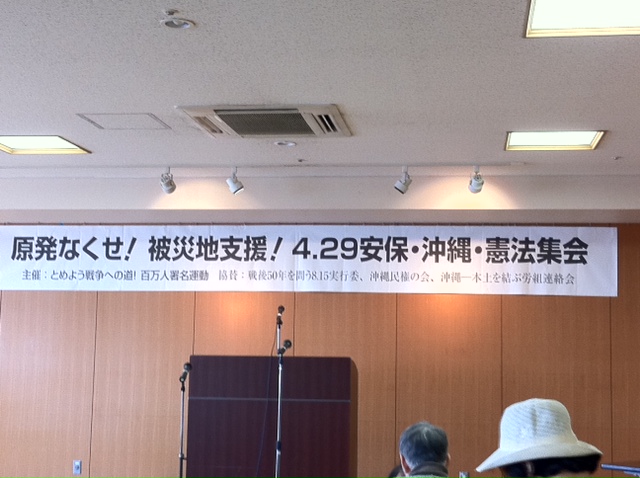 原発なくせ! 被災地支援! 4.29安保・沖縄・憲法集会
主催：とめよう戦争への道! 百万人署名運動　協賛：戦後50年を問う8.15実行委、沖縄民権の会、沖縄―本土を結ぶ労組連絡会